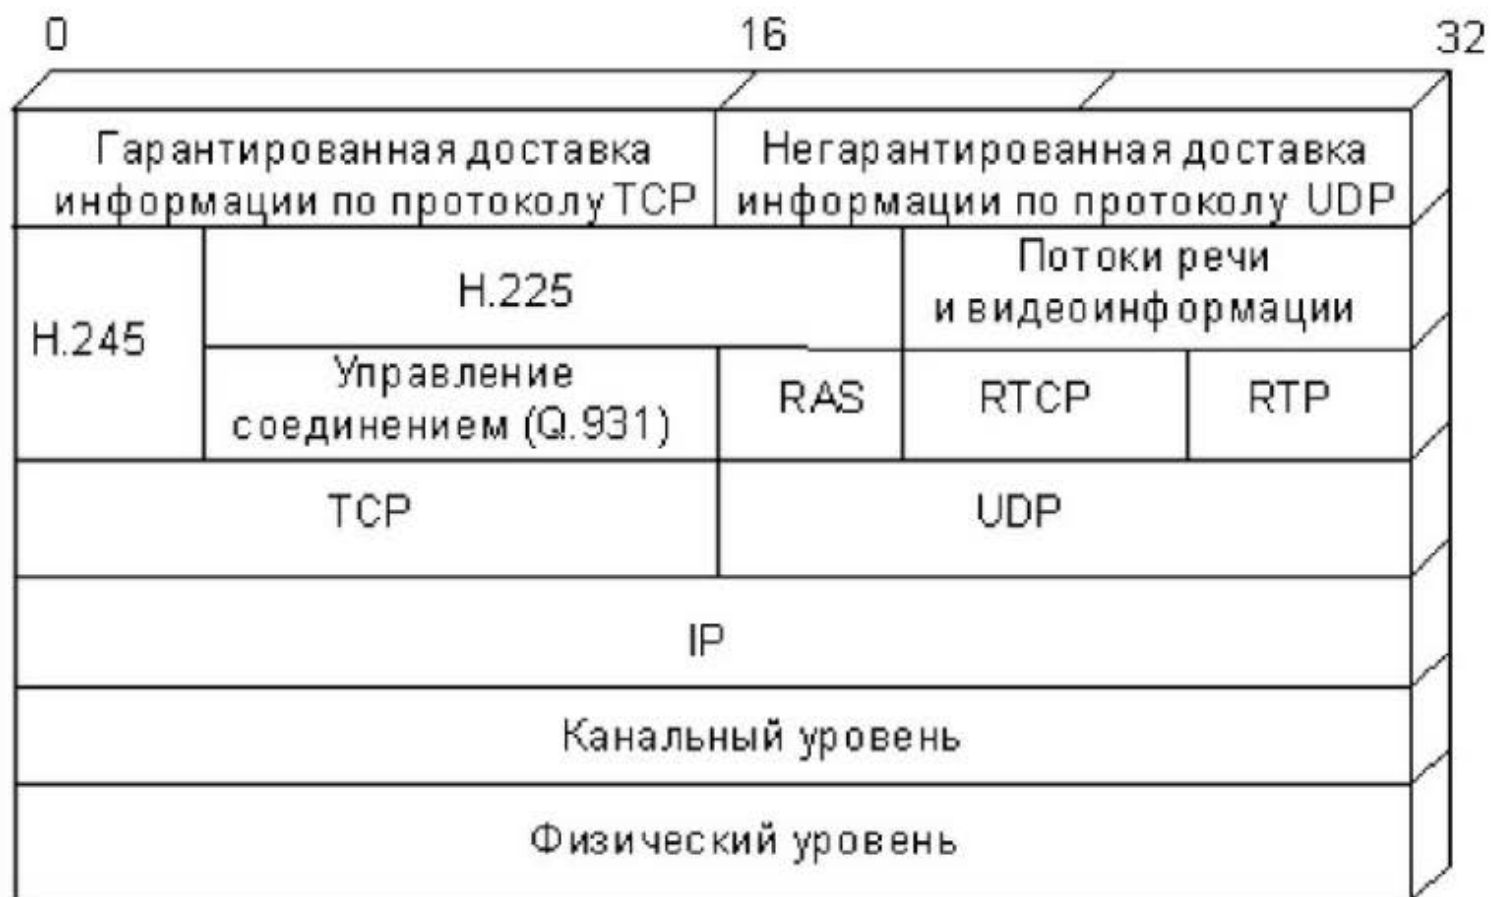 0 16 32
Гарантированная доставка
информации по протоколу TCP
Негарантированная доставка
информации по протоколу UDP
H.245
H.225
Потоки речи
и видеоинформации
Управление
соединением (Q.931)
RAS
RTCP
RTP
TCP
UDP
IP
Канальный уровень
Физический уровень